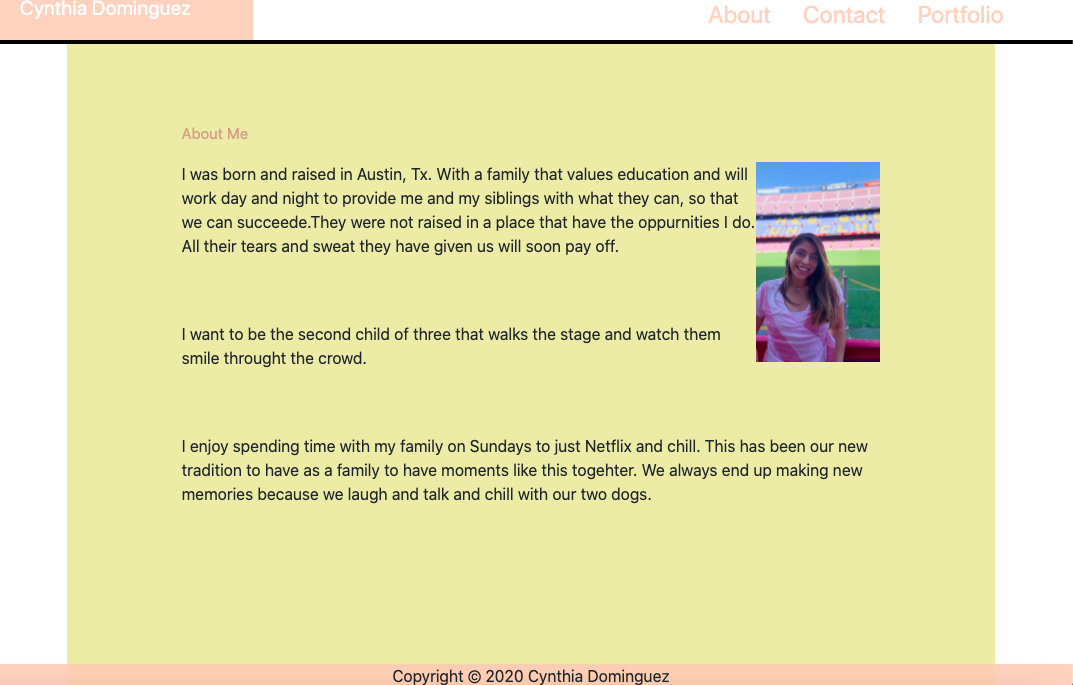 Cynthia Dominguez
About Contact Portfolio
About Me
I was born and raised in Austin, Tx. With a family that values education and will
work day and night to provide me and my siblings with what they can, so that
we can succeede.They were not raised in a place that have the oppurnities I do.
All their tears and sweat they have given us will soon pay off.
I want to be the second child of three that walks the stage and watch them
smile throught the crowd.
I enjoy spending time with my family on Sundays to just Netflix and chill. This has been our new
tradition to have as a family to have moments like this togehter. We always end up making new
memories because we laugh and talk and chill with our two dogs.
Copyright © 2020 Cynthia Dominguez